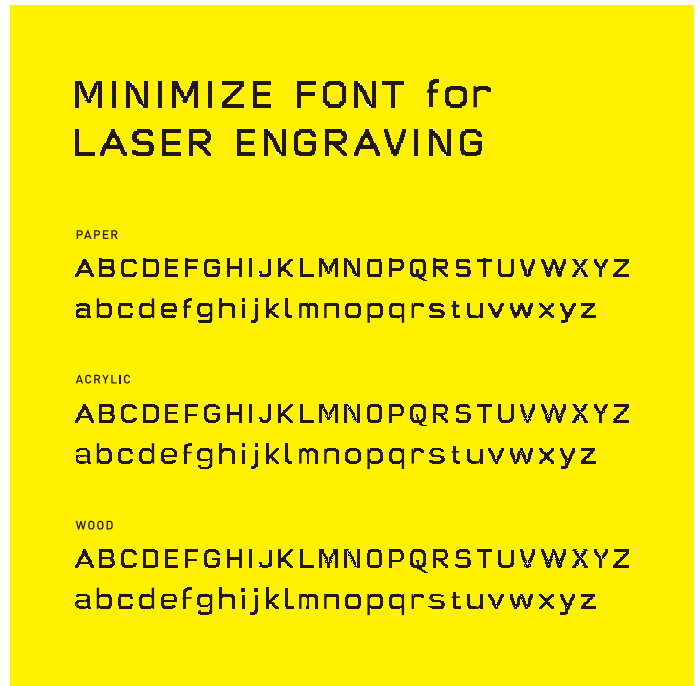 MINIMIZE FONT for
LASER ENGRAVING
PAPER
ABCDEFGHIJKLMNOPQRSTUVWXYZ
abcdefghijklmnopqrstuvwxyz
ACRYLIC
ABCDEFGHIJKLMNOPQRSTUVWXYZ
abcdefghijklmnopqrstuvwxyz
WOOD
ABCDEFGHIJKLMNOPQRSTUVWXYZ
abcdefghijklmnopqrstuvwxyz